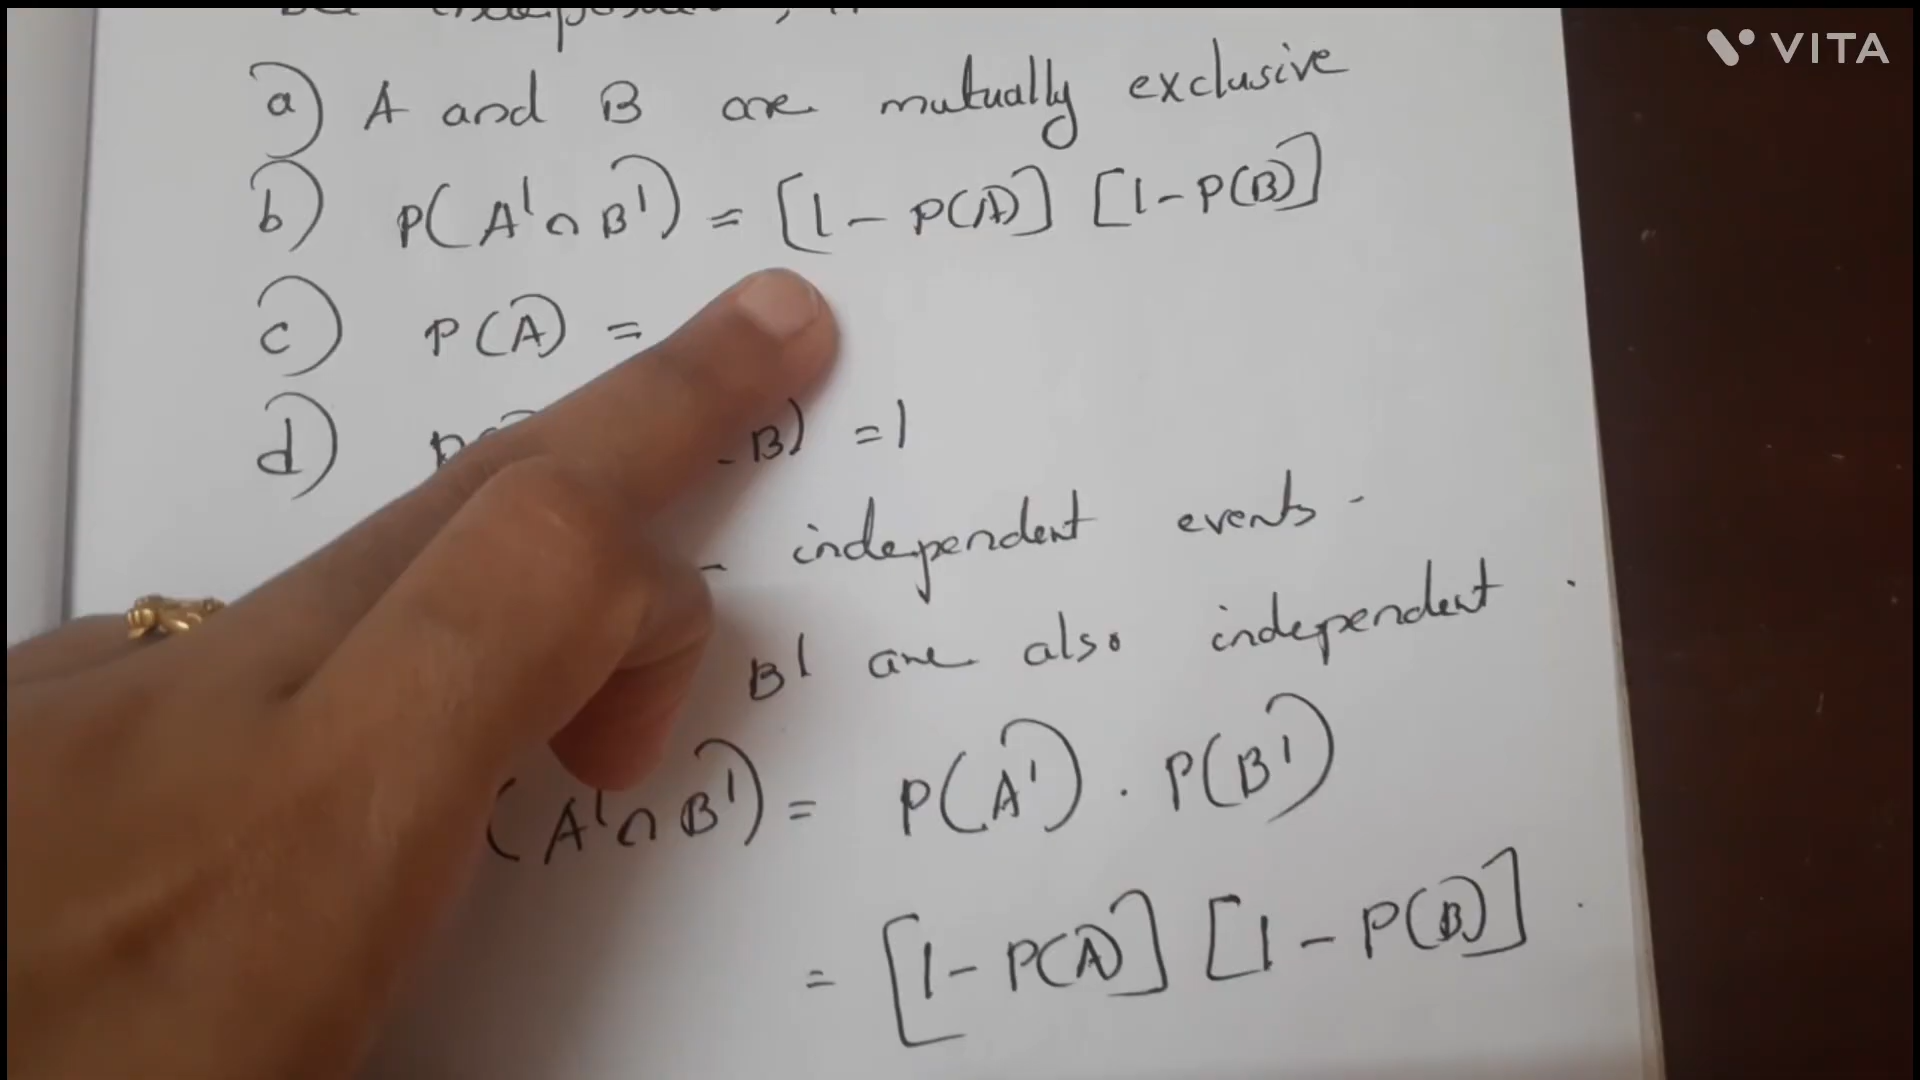 VITA
a) A and B are mutually exclusive
b) P(A' ∩ B') = [1 - P(A)] [1 - P(B)]
c) P(A) =
d) B) = 1
independent events.
B' are also independent.
(A' ∩ B') = P(A') . P(B')
= [1 - P(A)] [1 - P(B)].